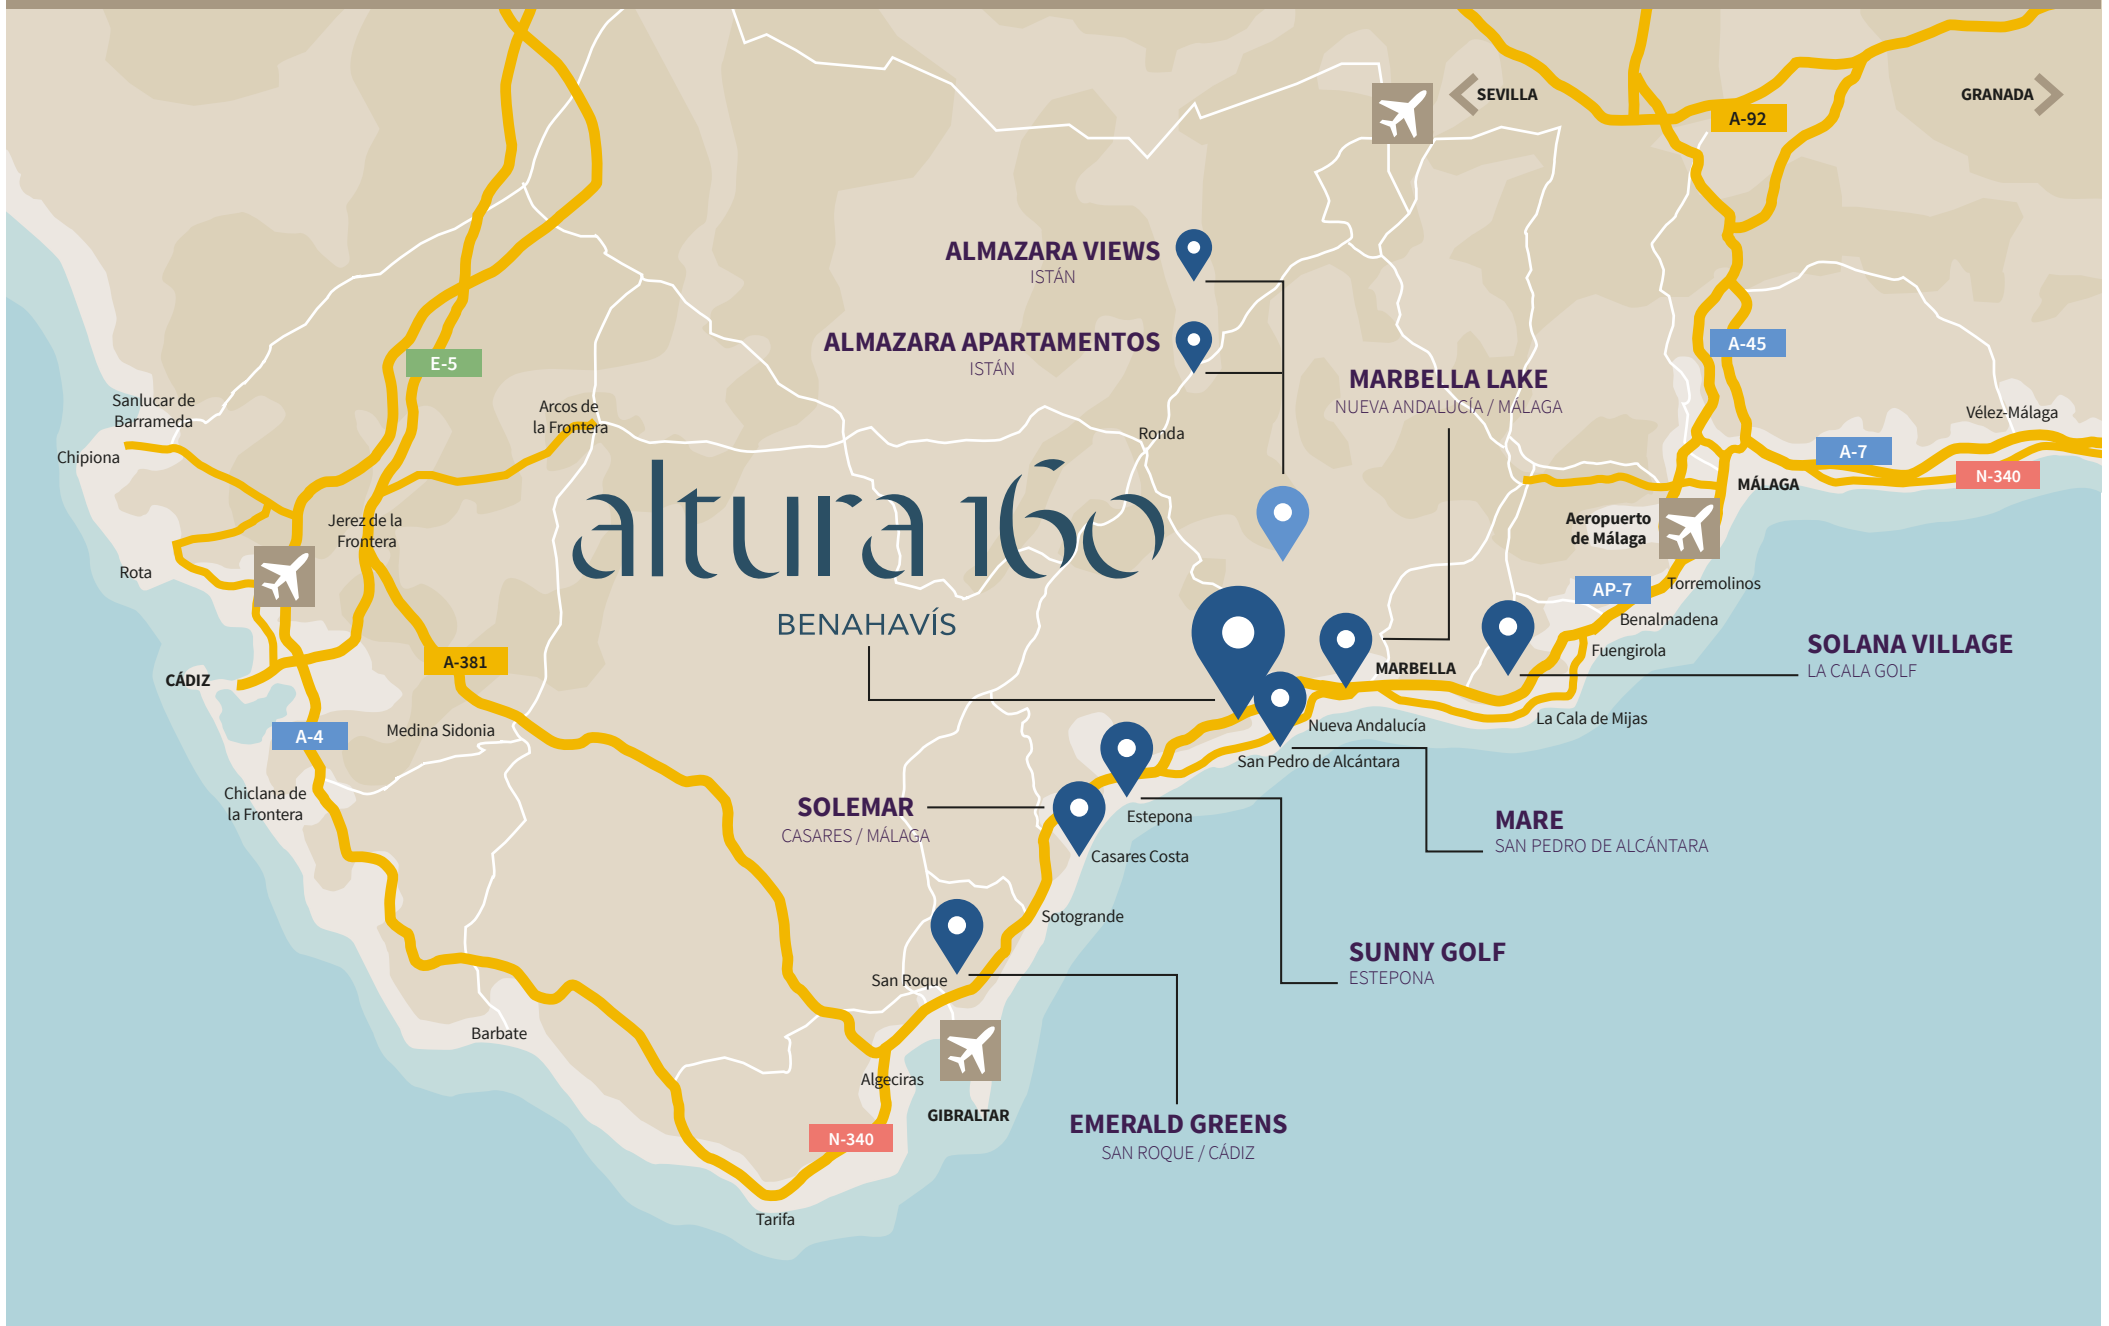 SEVILLA
GRANADA
A-92
ALMAZARA VIEWS
ISTÁN
ALMAZARA APARTAMENTOS
ISTÁN
A-45
E-5
MARBELLA LAKE
NUEVA ANDALUCÍA / MÁLAGA
Sanlucar de
Barrameda
Arcos de
la Frontera
Vélez-Málaga
Ronda
Chipiona
A-7
N-340
MÁLAGA
altura 160
BENAHAVÍS
Jerez de la
Frontera
Aeropuerto
de Málaga
Rota
Torremolinos
AP-7
Benalmadena
Fuengirola
SOLANA VILLAGE
LA CALA GOLF
A-381
MARBELLA
CÁDIZ
La Cala de Mijas
Nueva Andalucía
Medina Sidonia
A-4
San Pedro de Alcántara
Chiclana de
la Frontera
SOLEMAR
CASARES / MÁLAGA
Estepona
MARE
SAN PEDRO DE ALCÁNTARA
Casares Costa
Sotogrande
SUNNY GOLF
ESTEPONA
San Roque
Barbate
Algeciras
GIBRALTAR
EMERALD GREENS
SAN ROQUE / CÁDIZ
N-340
Tarifa